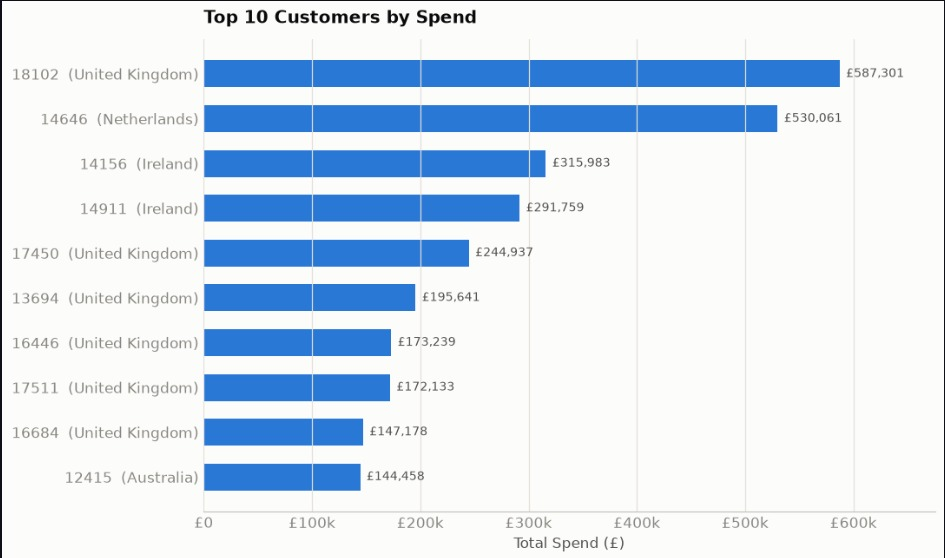 Top 10 Customers by Spend
18102 (United Kingdom) £587,301
14646 (Netherlands) £530,061
14156 (Ireland) £315,983
14911 (Ireland) £291,759
17450 (United Kingdom) £244,937
13694 (United Kingdom) £195,641
16446 (United Kingdom) £173,239
17511 (United Kingdom) £172,133
16684 (United Kingdom) £147,178
12415 (Australia) £144,458
£0 £100k £200k £300k £400k £500k £600k
Total Spend (£)